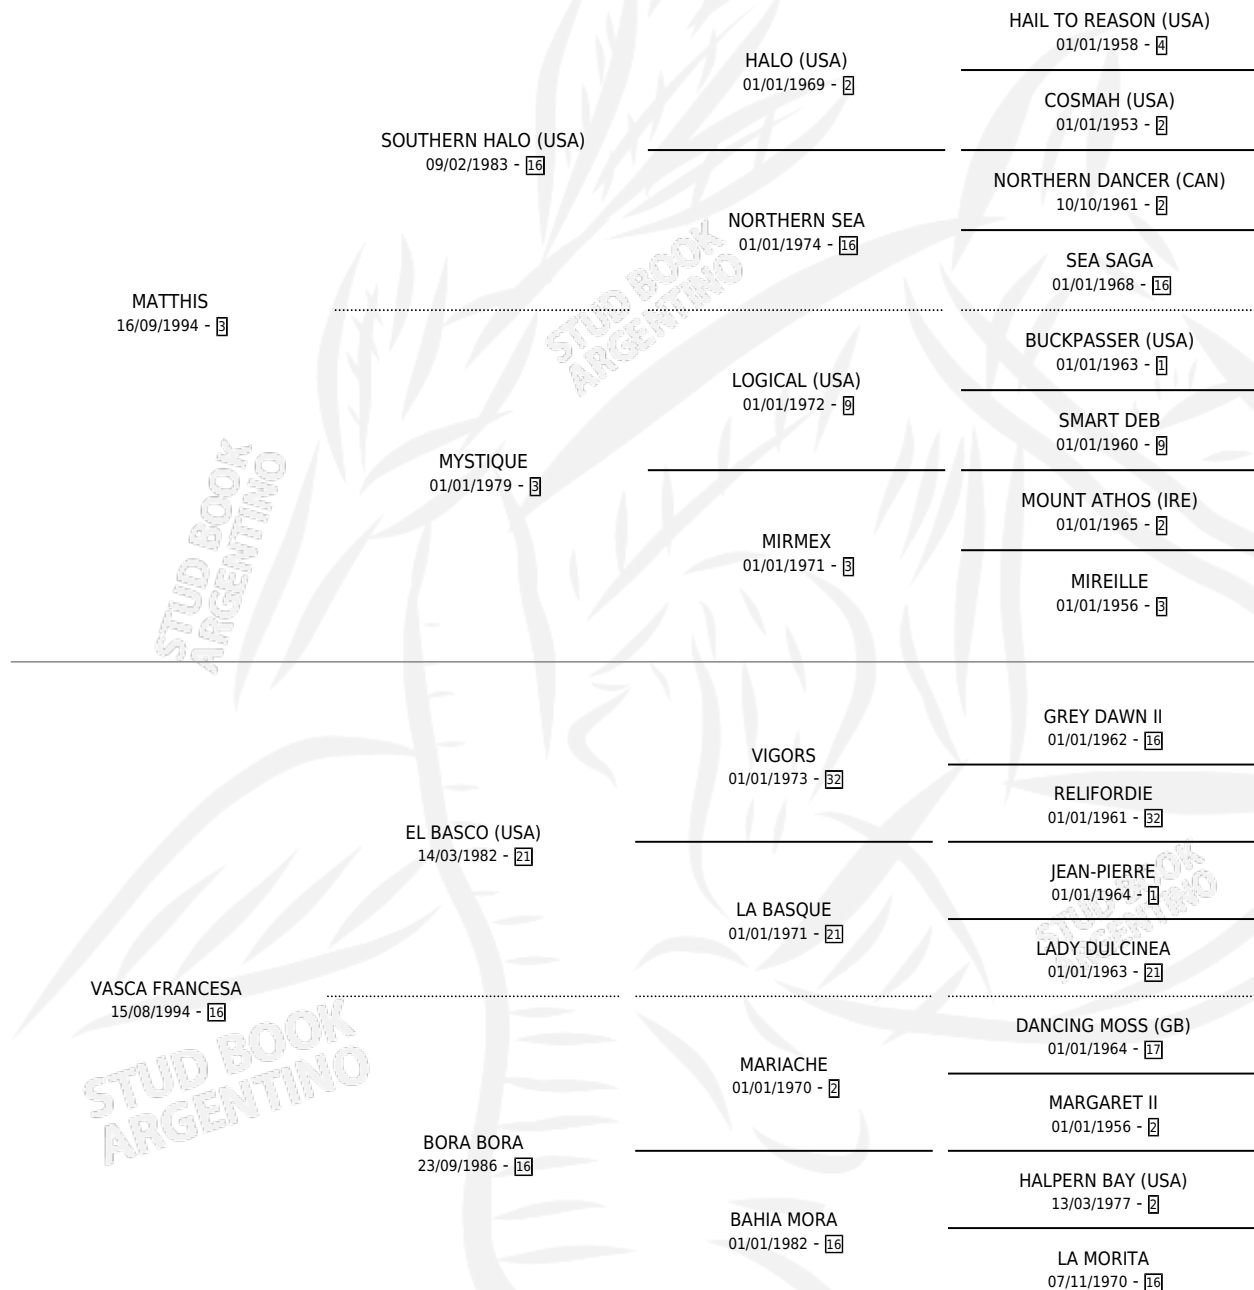 HAIL TO REASON (USA)
01/01/1958 - 4
HALO (USA)
01/01/1969 - 2
COSMAH (USA)
01/01/1953 - 2
SOUTHERN HALO (USA)
09/02/1983 - 16
NORTHERN DANCER (CAN)
10/10/1961 - 2
NORTHERN SEA
01/01/1974 - 16
SEA SAGA
01/01/1968 - 16
MATTHIS
16/09/1994 - 3
STUD BOOK
ARGENTINO
BUCKPASSER (USA)
01/01/1963 - 1
LOGICAL (USA)
01/01/1972 - 9
SMART DEB
01/01/1960 - 9
MYSTIQUE
01/01/1979 - 3
MOUNT ATHOS (IRE)
01/01/1965 - 2
MIRMEX
01/01/1971 - 3
MIREILLE
01/01/1956 - 3
STUD BOOK
ARGENTINO
GREY DAWN II
01/01/1962 - 16
VIGORS
01/01/1973 - 32
RELIFORDIE
01/01/1961 - 32
EL BASCO (USA)
14/03/1982 - 21
JEAN-PIERRE
01/01/1964 - 1
LA BASQUE
01/01/1971 - 21
LADY DULCINEA
01/01/1963 - 21
STUD BOOK
ARGENTINO
VASCA FRANCESA
15/08/1994 - 16
STUD BOOK
ARGENTINO
DANCING MOSS (GB)
01/01/1964 - 17
MARIACHE
01/01/1970 - 2
MARGARET II
01/01/1956 - 2
BORA BORA
23/09/1986 - 16
HALPERN BAY (USA)
13/03/1977 - 2
BAHIA MORA
01/01/1982 - 16
LA MORITA
07/11/1970 - 16